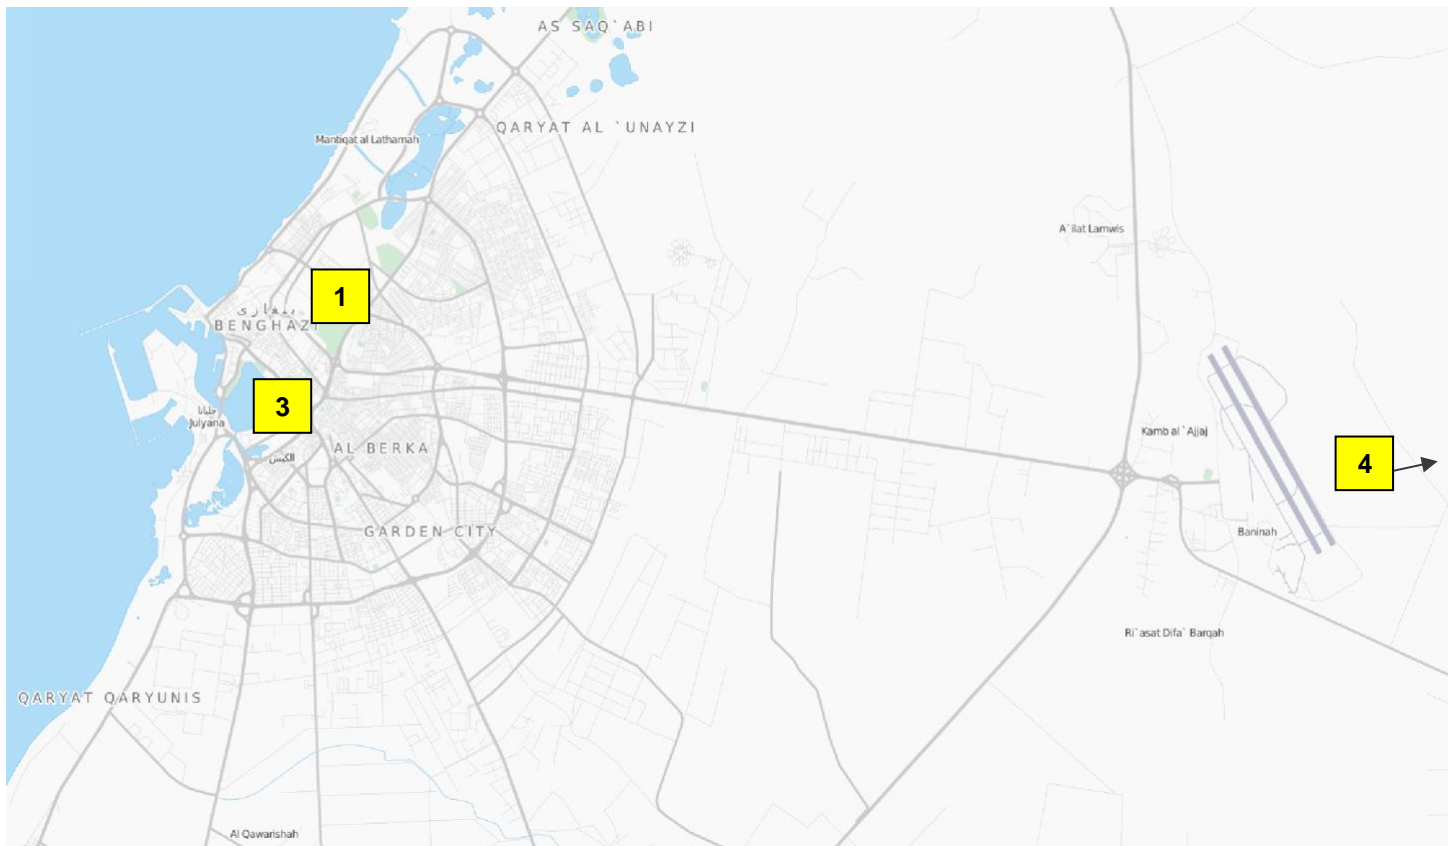 AS SAQ`ABI
QARYAT AL `UNAYZI
Mantiqat al Lathamah
A`ilat Lamwis
1
بنغازي
BENGHAZI
3
جليانا
Julyana
Kamb al `Ajjaj
AL BERKA
الكيش
4
GARDEN CITY
Baninah
Ri`asat Difa` Barqah
QARYAT QARYUNIS
Al Qawarishah